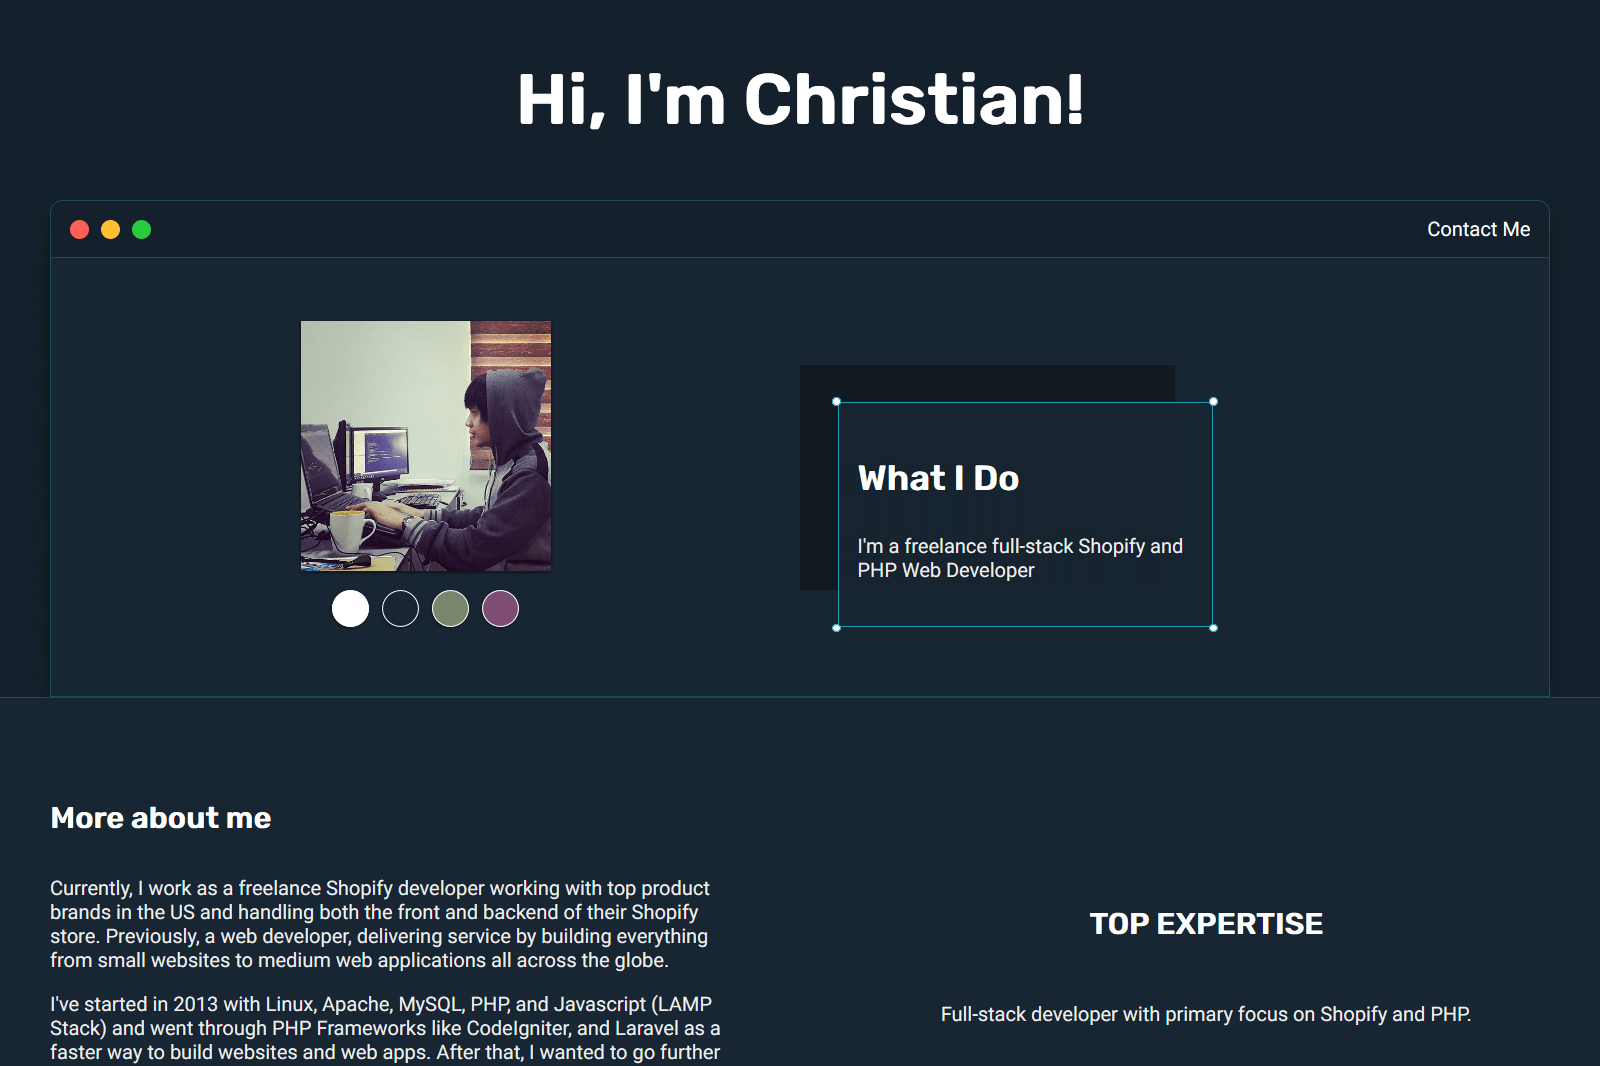 Hi, I'm Christian!
Contact Me
What I Do
I'm a freelance full-stack Shopify and
PHP Web Developer
More about me
Currently, I work as a freelance Shopify developer working with top product
brands in the US and handling both the front and backend of their Shopify
store. Previously, a web developer, delivering service by building everything
from small websites to medium web applications all across the globe.
I've started in 2013 with Linux, Apache, MySQL, PHP, and Javascript (LAMP
Stack) and went through PHP Frameworks like CodeIgniter, and Laravel as a
faster way to build websites and web apps. After that, I wanted to go further
TOP EXPERTISE
Full-stack developer with primary focus on Shopify and PHP.